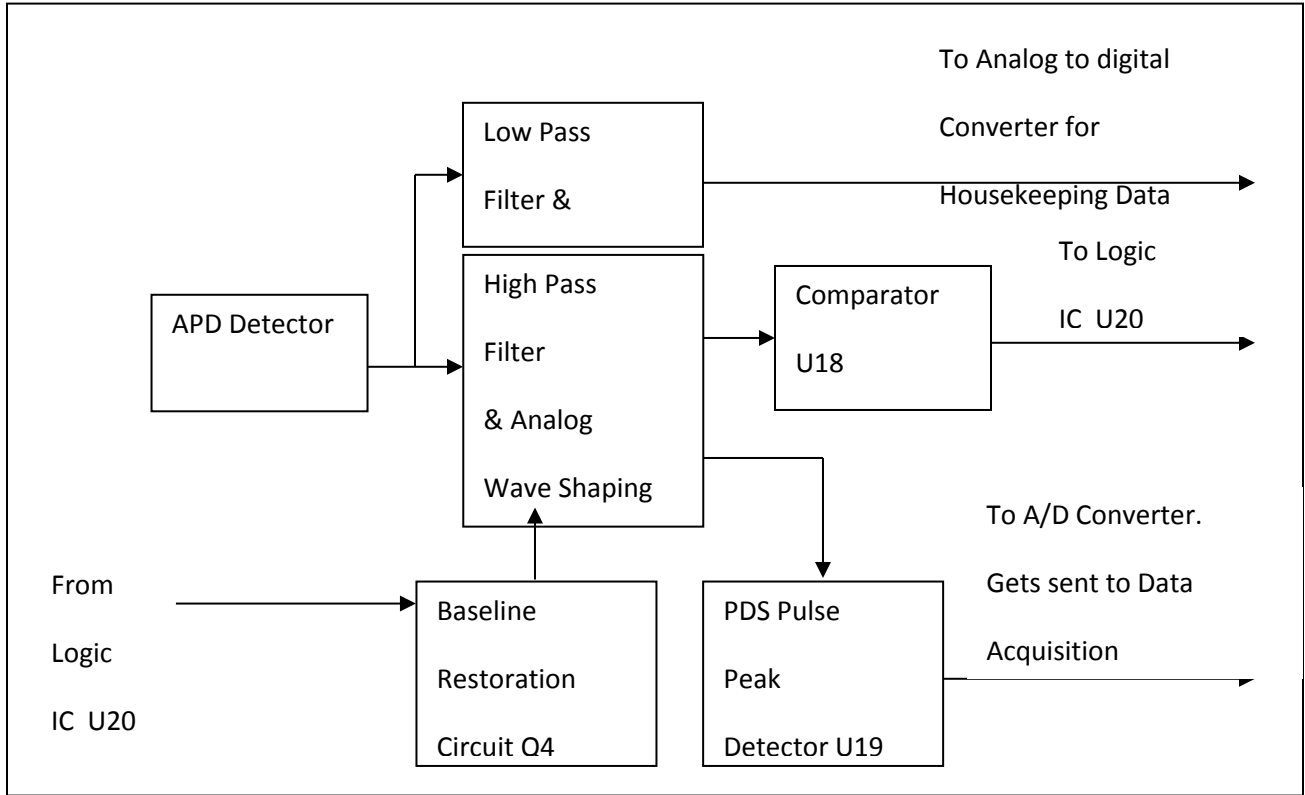 To Analog to digital
Converter for
Housekeeping Data
Low Pass
Filter &
To Logic
IC U20
High Pass
Filter
& Analog
Wave Shaping
Comparator
U18
APD Detector
To A/D Converter.
Gets sent to Data
Acquisition
From
Logic
IC U20
Baseline
Restoration
Circuit Q4
PDS Pulse
Peak
Detector U19